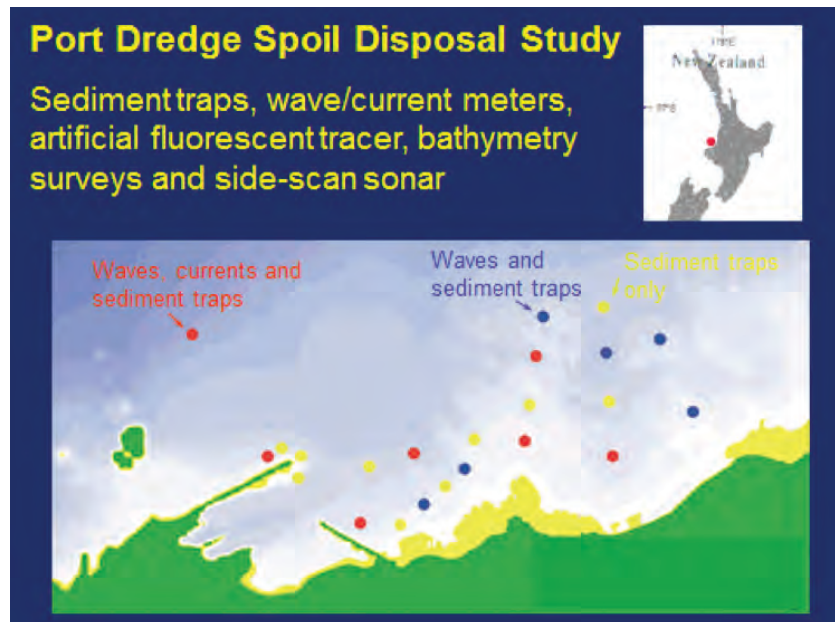 Port Dredge Spoil Disposal Study
Sediment traps, wave/current meters,
artificial fluorescent tracer, bathymetry
surveys and side-scan sonar
New Zealand
Waves, currents and
sediment traps
Waves and
sediment traps
Sediment traps
only